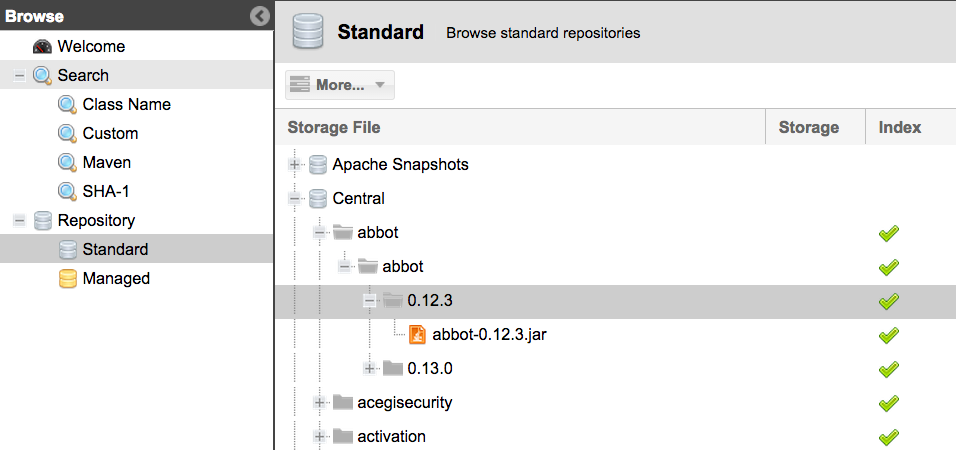 Browse
Welcome
Search
Class Name
Custom
Maven
SHA-1
Repository
Standard
Managed
Standard Browse standard repositories
More...
Storage File Storage Index
Apache Snapshots
Central
abbot
abbot
0.12.3
abbot-0.12.3.jar
0.13.0
acegisecurity
activation